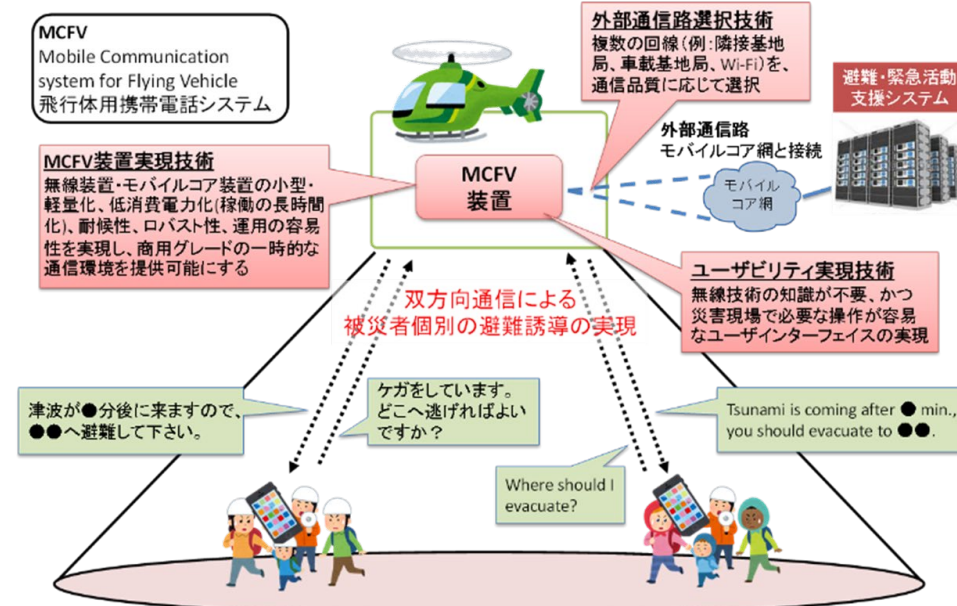 MCFV
Mobile Communication
system for Flying Vehicle
飛行体用携帯電話システム
外部通信路選択技術
複数の回線(例:隣接基地
局、車載基地局、Wi-Fi)を、
通信品質に応じて選択
避難・緊急活動
支援システム
外部通信路
モバイルコア網と接続
モバイル
コア網
MCFV
装置
MCFV装置実現技術
無線装置・モバイルコア装置の小型・
軽量化、低消費電力化(稼働の長時間
化)、耐候性、ロバスト性、運用の容易
性を実現し、商用グレードの一時的な
通信環境を提供可能にする
ユーザビリティ実現技術
無線技術の知識が不要、かつ
災害現場で必要な操作が容易
なユーザインターフェイスの実現
双方向通信による
被災者個別の避難誘導の実現
津波が●分後に来ますので、
●●へ避難して下さい。
ケガをしています。
どこへ逃げればよい
ですか？
Where should I
evacuate?
Tsunami is coming after ● min.,
you should evacuate to ●●.